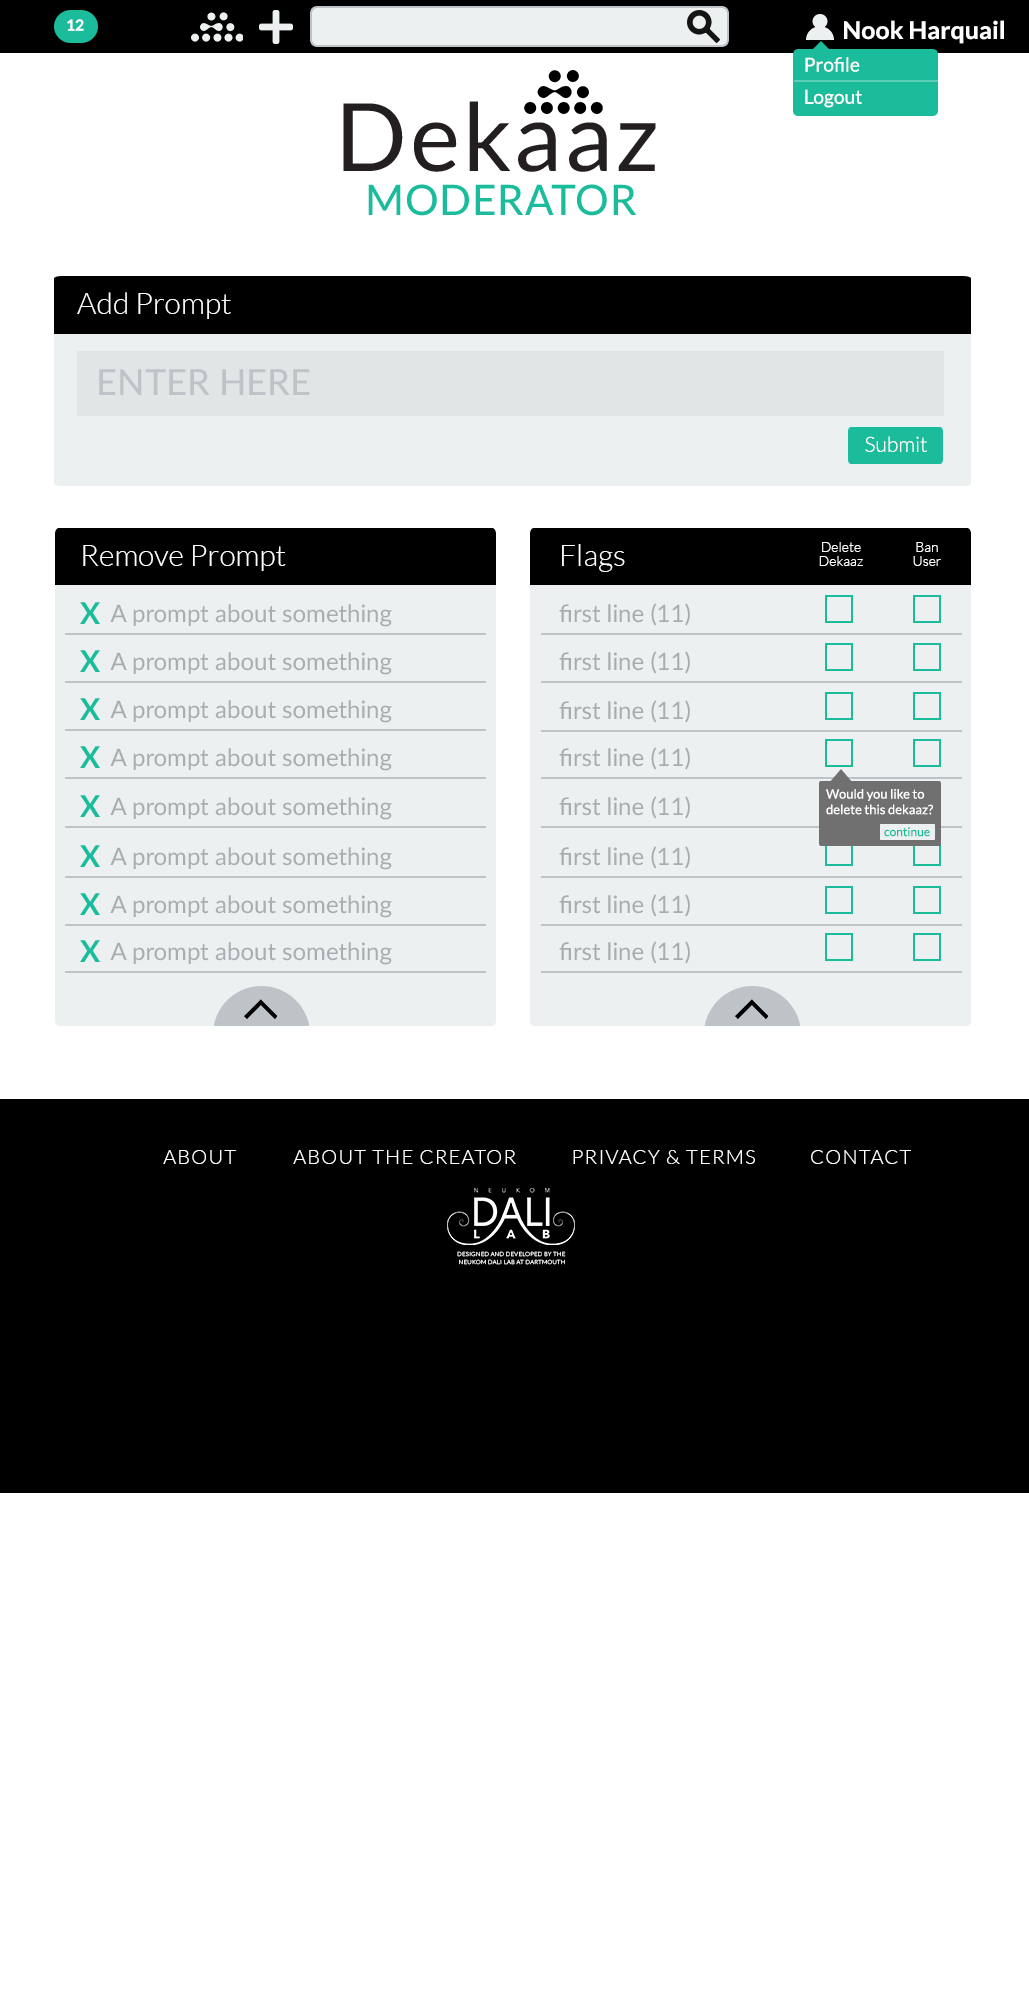 12
Nook Harquail
Profile
Logout
Dekaaz
MODERATOR
Add Prompt
ENTER HERE
Submit
Remove Prompt
X A prompt about something
X A prompt about something
X A prompt about something
X A prompt about something
X A prompt about something
X A prompt about something
X A prompt about something
X A prompt about something
Flags
Delete
Dekaaz
Ban
User
first line (11)
first line (11)
first line (11)
first line (11)
Would you like to
delete this dekaaz?
continue
first line (11)
first line (11)
first line (11)
first line (11)
ABOUT ABOUT THE CREATOR PRIVACY & TERMS CONTACT
NEUKOM
DALI
LAB
DESIGNED AND DEVELOPED BY THE
NEUKOM DALI LAB AT DARTMOUTH